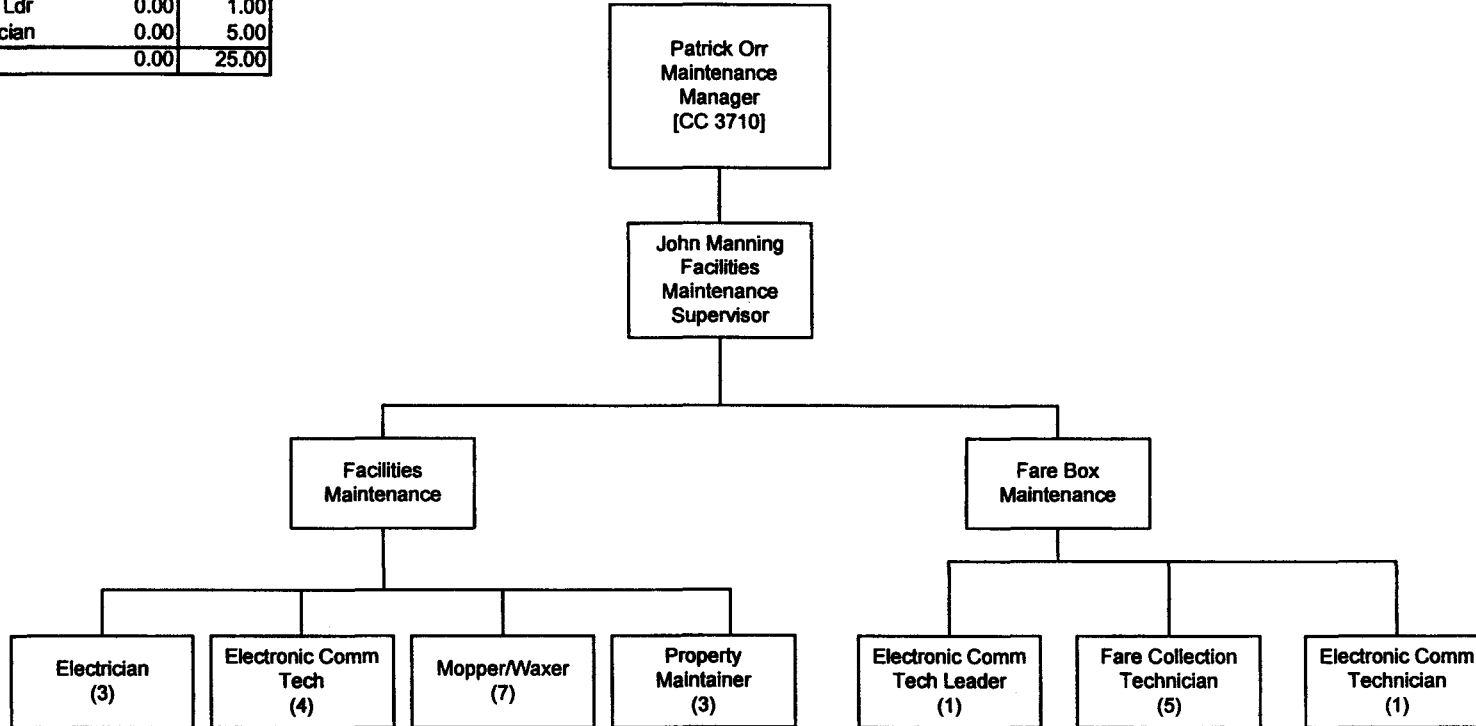 Ldr 0.00 1.00
cian 0.00 5.00
0.00 25.00
Patrick Orr
Maintenance
Manager
[CC 3710]
John Manning
Facilities
Maintenance
Supervisor
Facilities
Maintenance
Fare Box
Maintenance
Electrician
(3)
Electronic Comm
Tech
(4)
Mopper/Waxer
(7)
Property
Maintainer
(3)
Electronic Comm
Tech Leader
(1)
Fare Collection
Technician
(5)
Electronic Comm
Technician
(1)